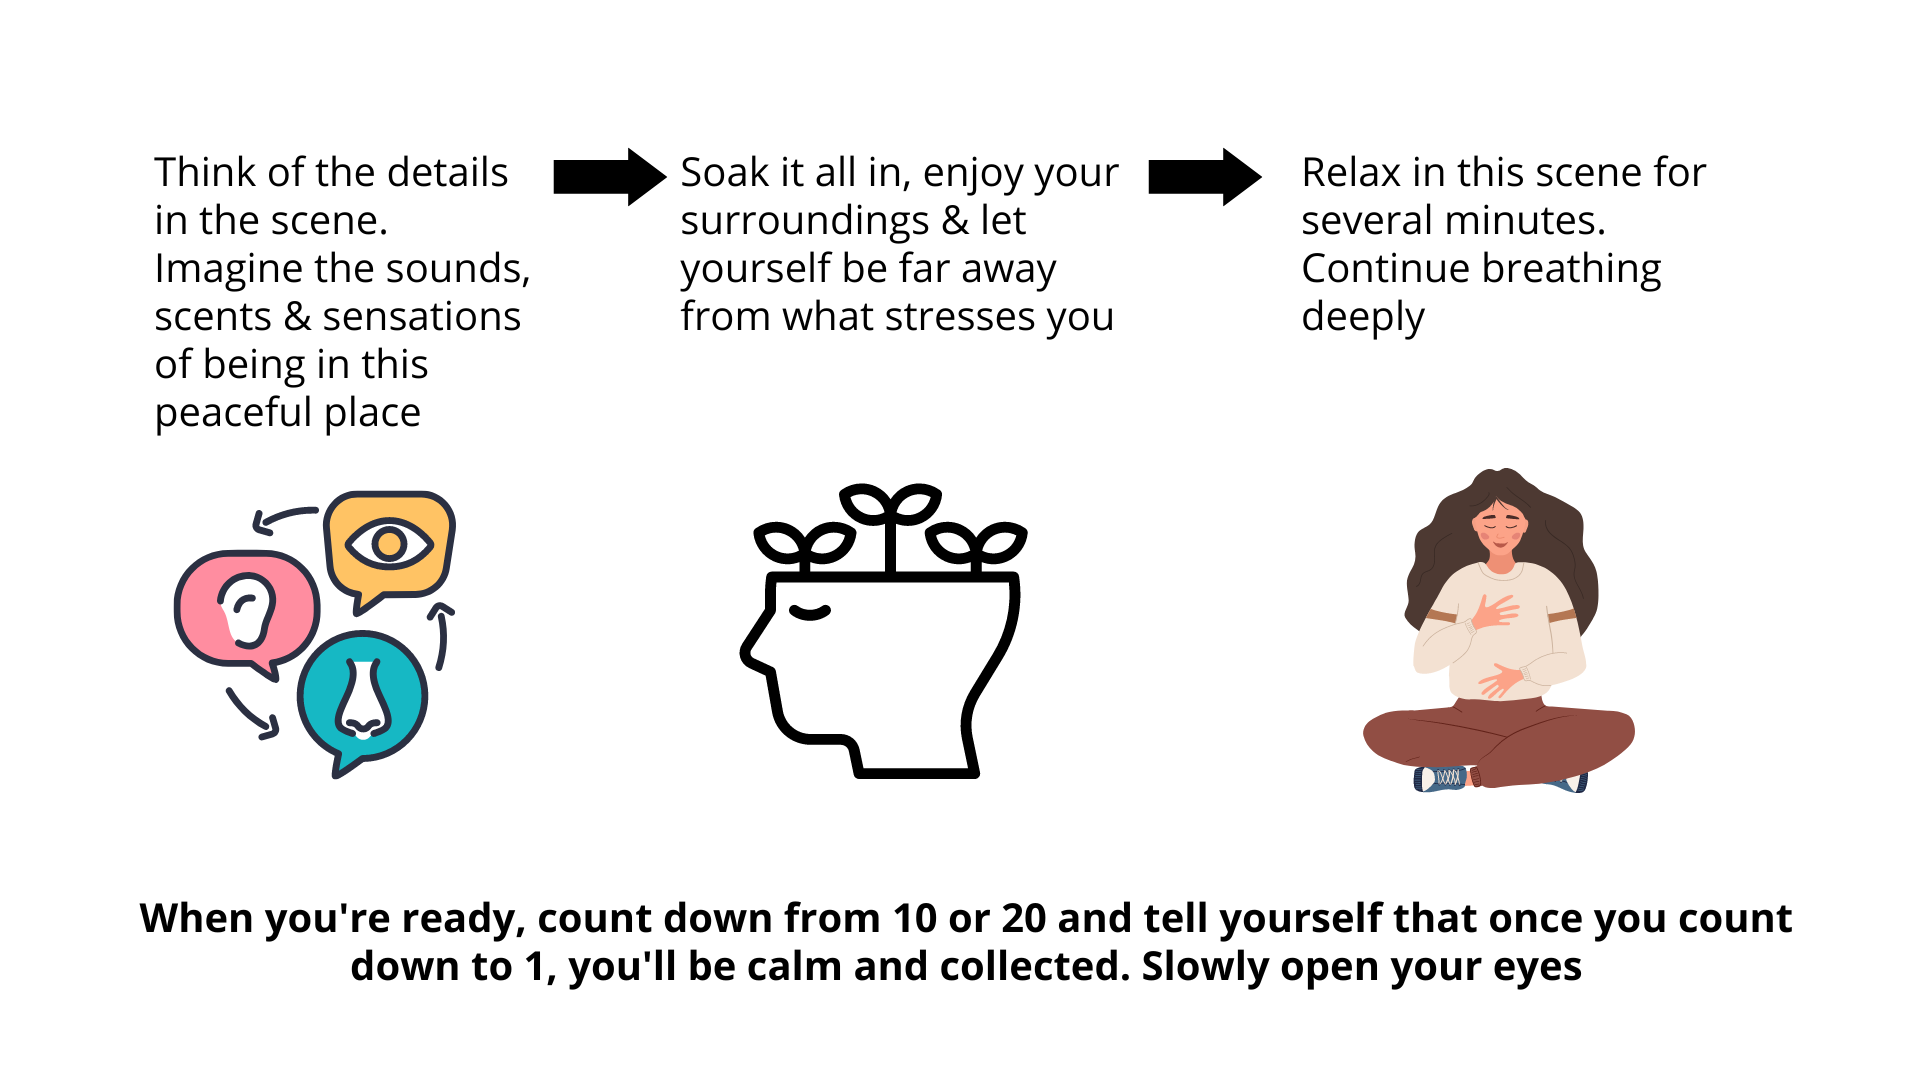 Think of the details
in the scene.
Imagine the sounds,
scents & sensations
of being in this
peaceful place
Soak it all in, enjoy your
surroundings & let
yourself be far away
from what stresses you
Relax in this scene for
several minutes.
Continue breathing
deeply
When you're ready, count down from 10 or 20 and tell yourself that once you count
down to 1, you'll be calm and collected. Slowly open your eyes